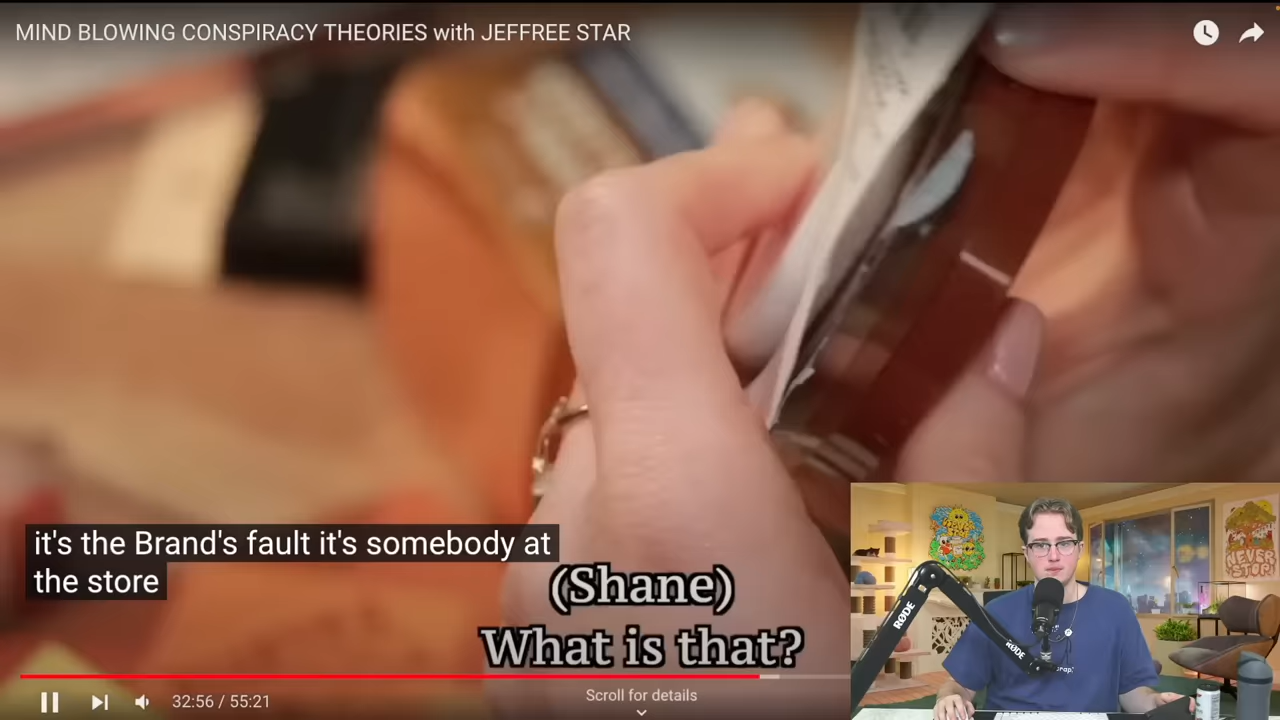 MIND BLOWING CONSPIRACY THEORIES with JEFFREE STAR
it's the Brand's fault it's somebody at
the store
(Shane)
What is that?
32:56 / 55:21
Scroll for details
RØDE
RØDE
NEVER
STOP